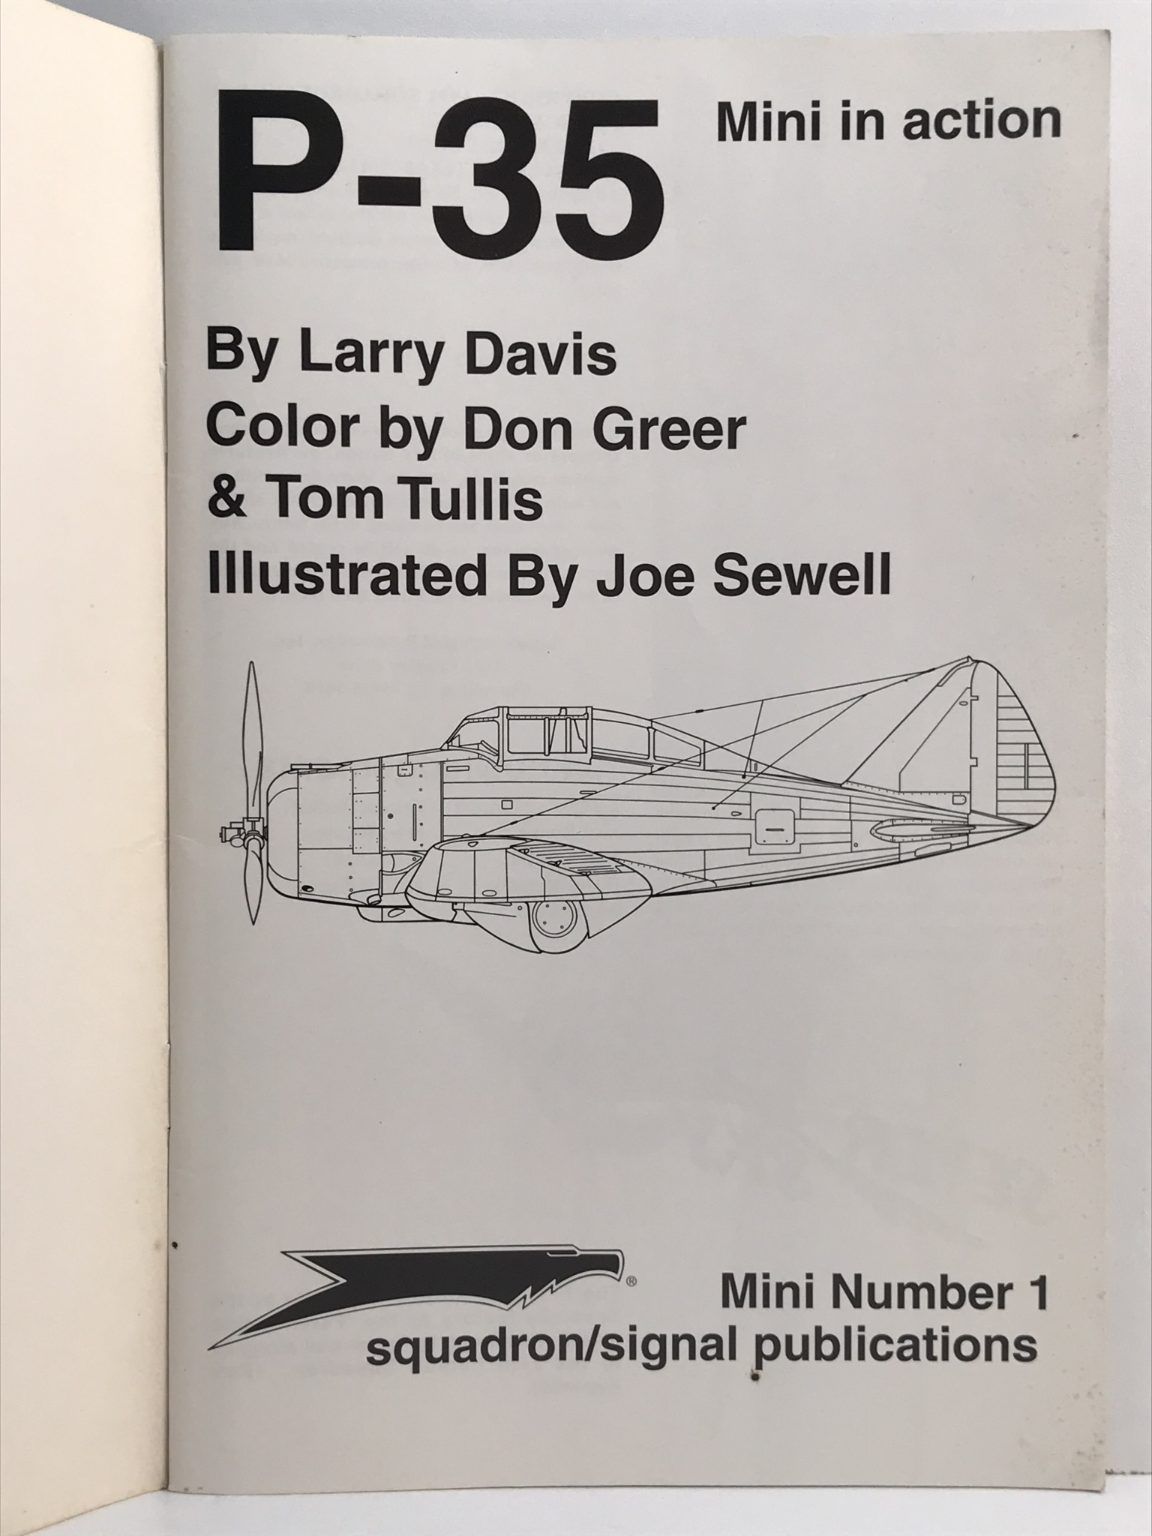 P-35 Mini in action
By Larry Davis
Color by Don Greer
& Tom Tullis
Illustrated By Joe Sewell
®
Mini Number 1
squadron/signal publications